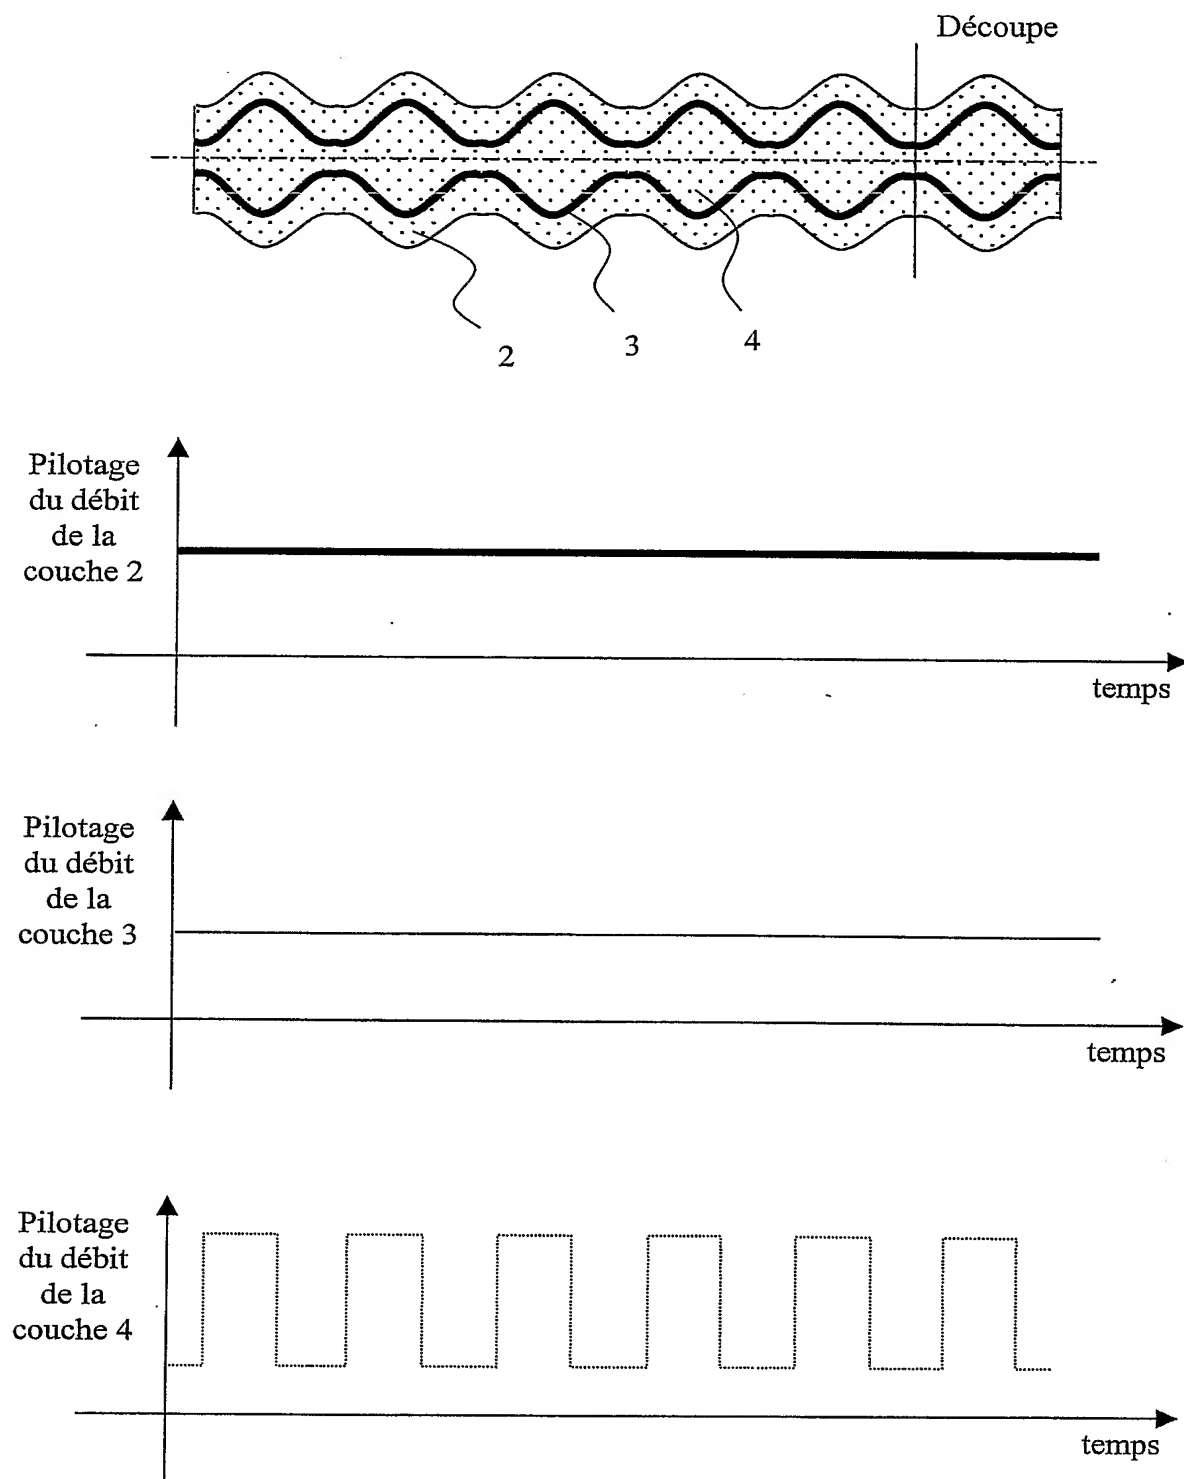 Découpe
2
3
4
Pilotage
du débit
de la
couche 2
temps
Pilotage
du débit
de la
couche 3
temps
Pilotage
du débit
de la
couche 4
temps